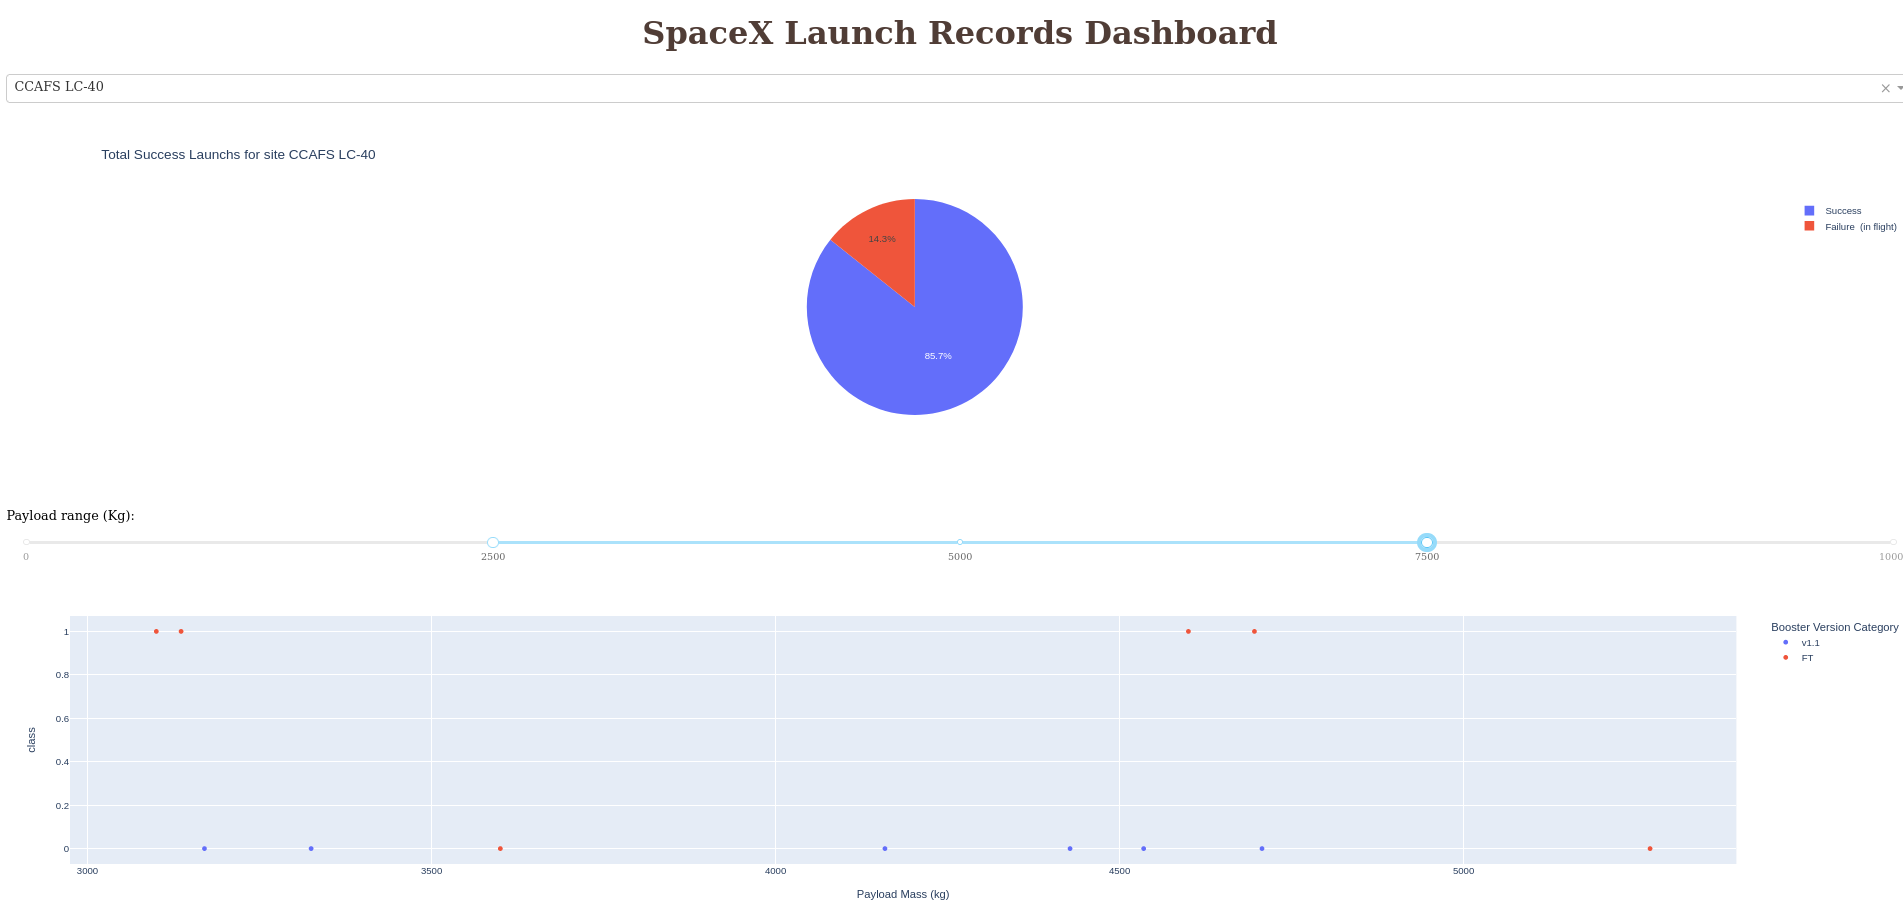 SpaceX Launch Records Dashboard
CCAFS LC-40
Total Success Launchs for site CCAFS LC-40
Success
Failure (in flight)
14.3%
85.7%
Payload range (Kg):
0 2500 5000 7500 1000
Booster Version Category
v1.1
FT
1
0.8
0.6
0.4
0.2
0
class
3000 3500 4000 4500 5000
Payload Mass (kg)